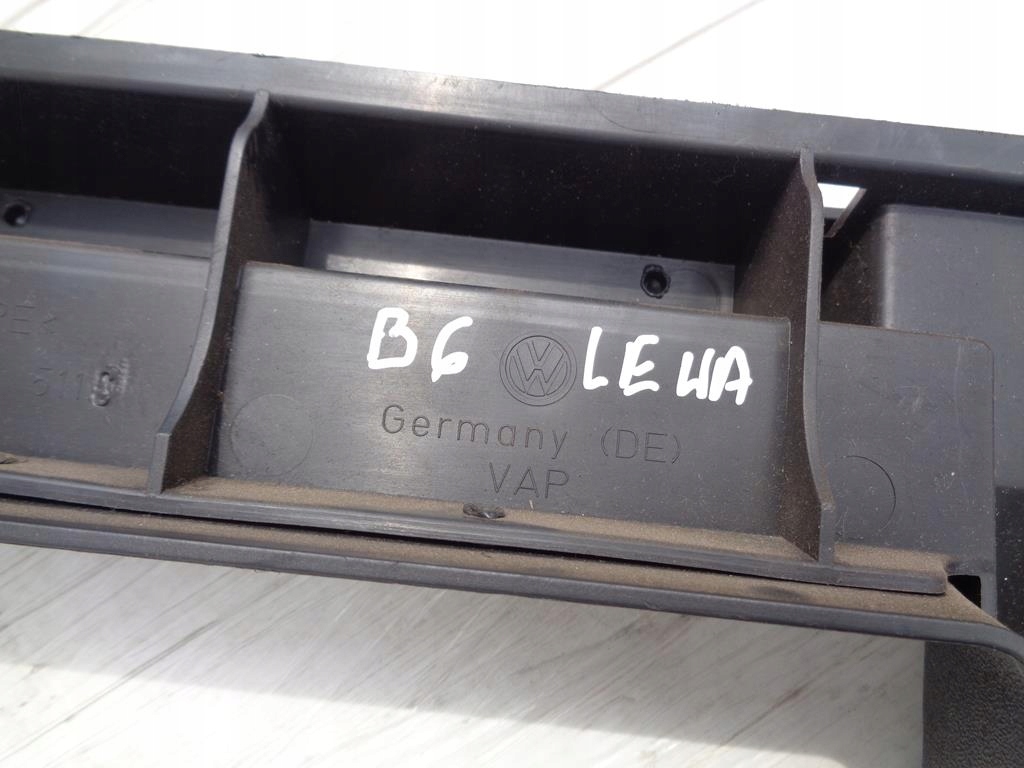 B6 LEWA
Germany (DE)
VAP